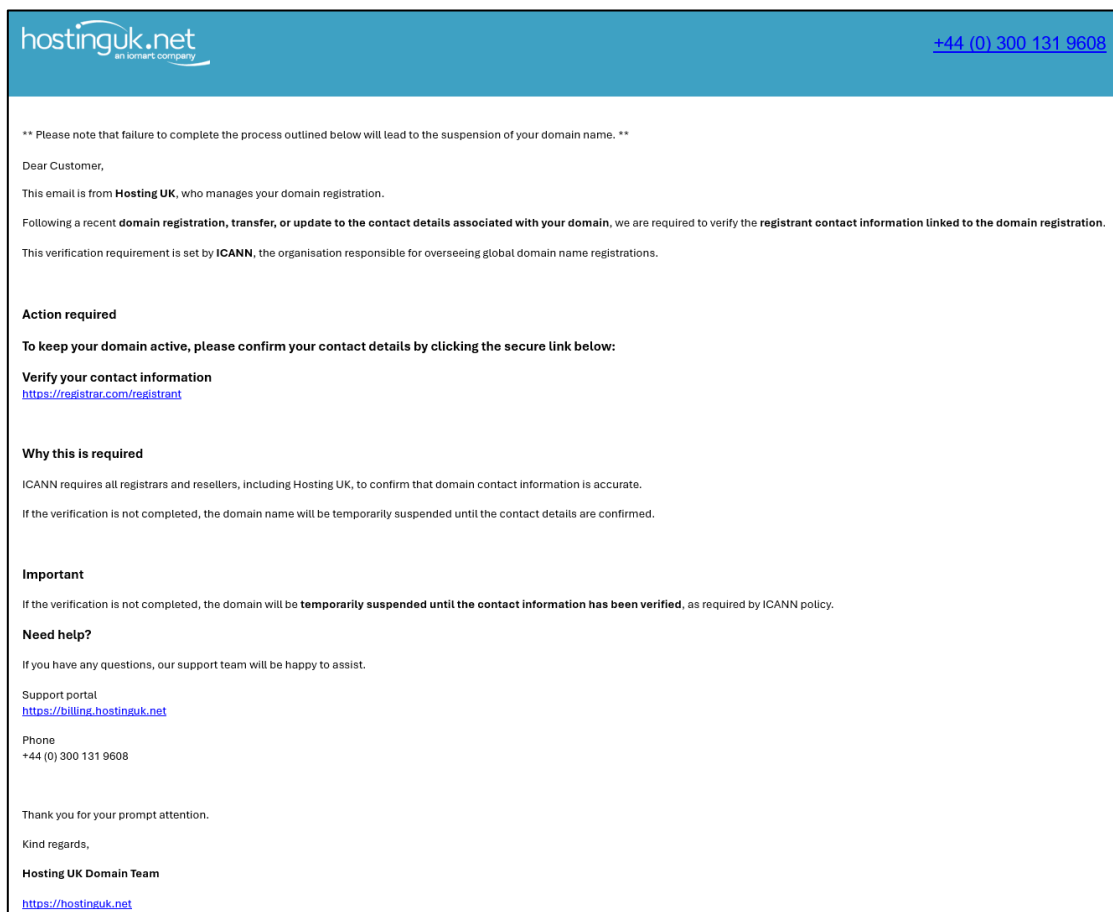 hostinguk.net
an iomart company
+44 (0) 300 131 9608
** Please note that failure to complete the process outlined below will lead to the suspension of your domain name. **
Dear Customer,
This email is from Hosting UK, who manages your domain registration.
Following a recent domain registration, transfer, or update to the contact details associated with your domain, we are required to verify the registrant contact information linked to the domain registration.
This verification requirement is set by ICANN, the organisation responsible for overseeing global domain name registrations.
Action required
To keep your domain active, please confirm your contact details by clicking the secure link below:
Verify your contact information
https://registrar.com/registrant
Why this is required
ICANN requires all registrars and resellers, including Hosting UK, to confirm that domain contact information is accurate.
If the verification is not completed, the domain name will be temporarily suspended until the contact details are confirmed.
Important
If the verification is not completed, the domain will be temporarily suspended until the contact information has been verified, as required by ICANN policy.
Need help?
If you have any questions, our support team will be happy to assist.
Support portal
https://billing.hostinguk.net
Phone
+44 (0) 300 131 9608
Thank you for your prompt attention.
Kind regards,
Hosting UK Domain Team
https://hostinguk.net